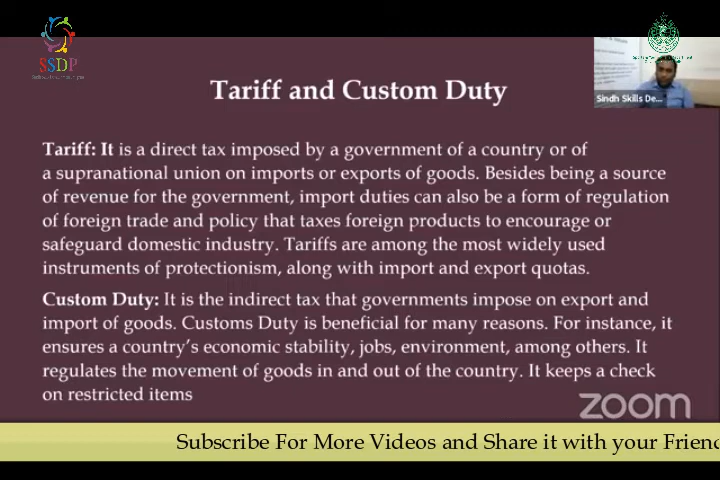 SSDP
Tariff and Custom Duty
Sindh Skills De...
Tariff: It is a direct tax imposed by a government of a country or of
a supranational union on imports or exports of goods. Besides being a source
of revenue for the government, import duties can also be a form of regulation
of foreign trade and policy that taxes foreign products to encourage or
safeguard domestic industry. Tariffs are among the most widely used
instruments of protectionism, along with import and export quotas.
Custom Duty: It is the indirect tax that governments impose on export and
import of goods. Customs Duty is beneficial for many reasons. For instance, it
ensures a country's economic stability, jobs, environment, among others. It
regulates the movement of goods in and out of the country. It keeps a check
on restricted items
zoom
Subscribe For More Videos and Share it with your Friend